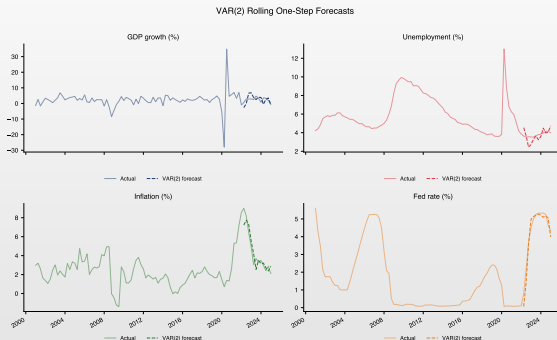 VAR(2) Rolling One-Step Forecasts
GDP growth (%)
Unemployment (%)
30
20
10
0
−10
−20
−30
12
10
8
6
4
2
Actual
VAR(2) forecast
Actual
VAR(2) forecast
Inflation (%)
Fed rate (%)
8
6
4
2
0
5
4
3
2
1
0
2000
2004
2008
2012
2016
2020
2024
2000
2004
2008
2012
2016
2020
2024
Actual
VAR(2) forecast
Actual
VAR(2) forecast